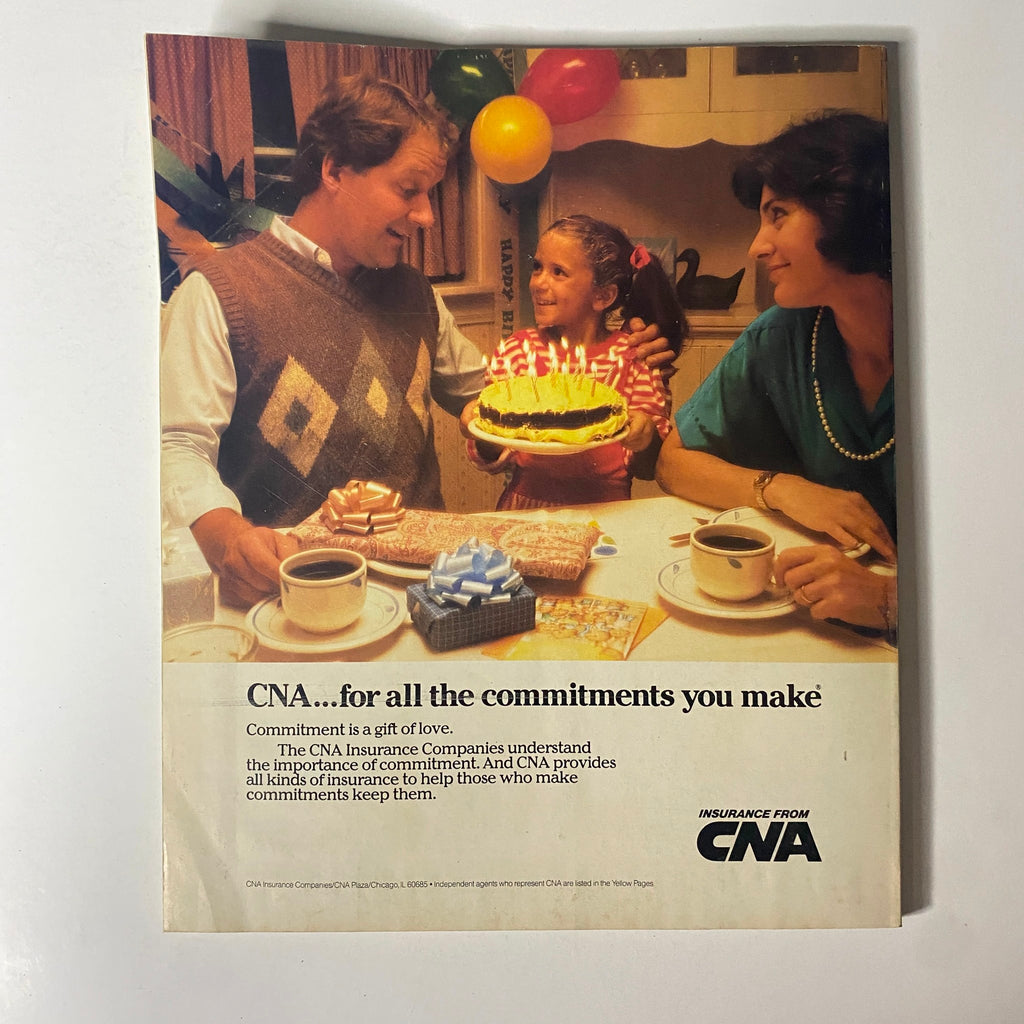 HAPPY BI
CNA...for all the commitments you make®
Commitment is a gift of love.
The CNA Insurance Companies understand
the importance of commitment. And CNA provides
all kinds of insurance to help those who make
commitments keep them.
INSURANCE FROM
CNA
CNA Insurance Companies/CNA Plaza/Chicago, IL 60685 • Independent agents who represent CNA are listed in the Yellow Pages.